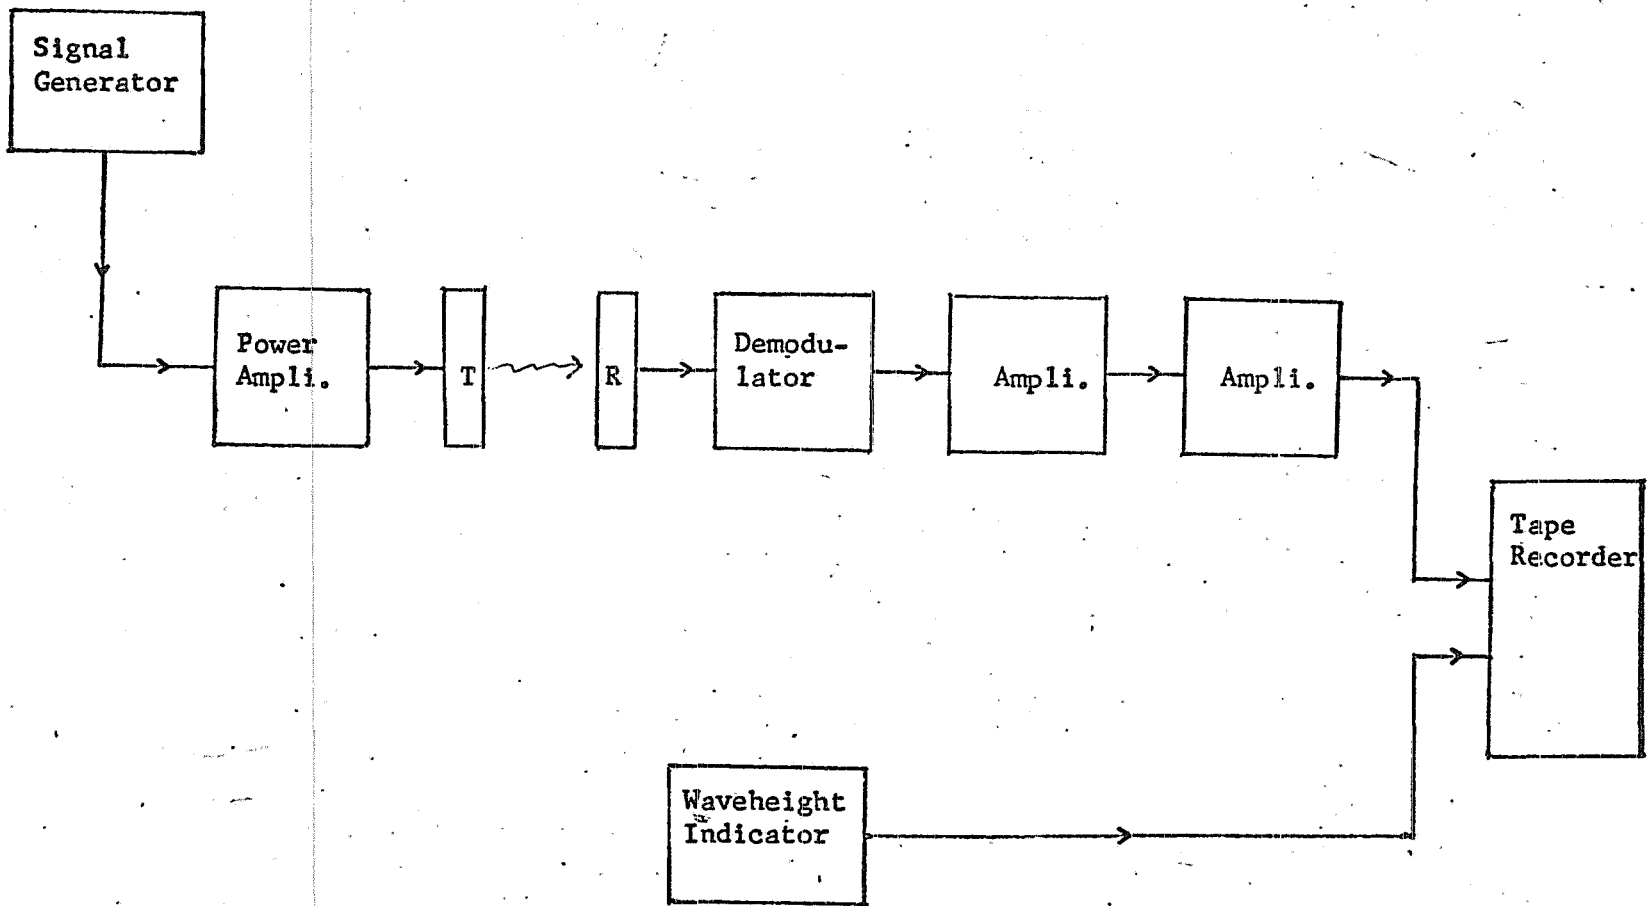 Signal
Generator
Power
Ampli.
T
R
Demodu-
lator
Ampli.
Ampli.
Tape
Recorder
Waveheight
Indicator